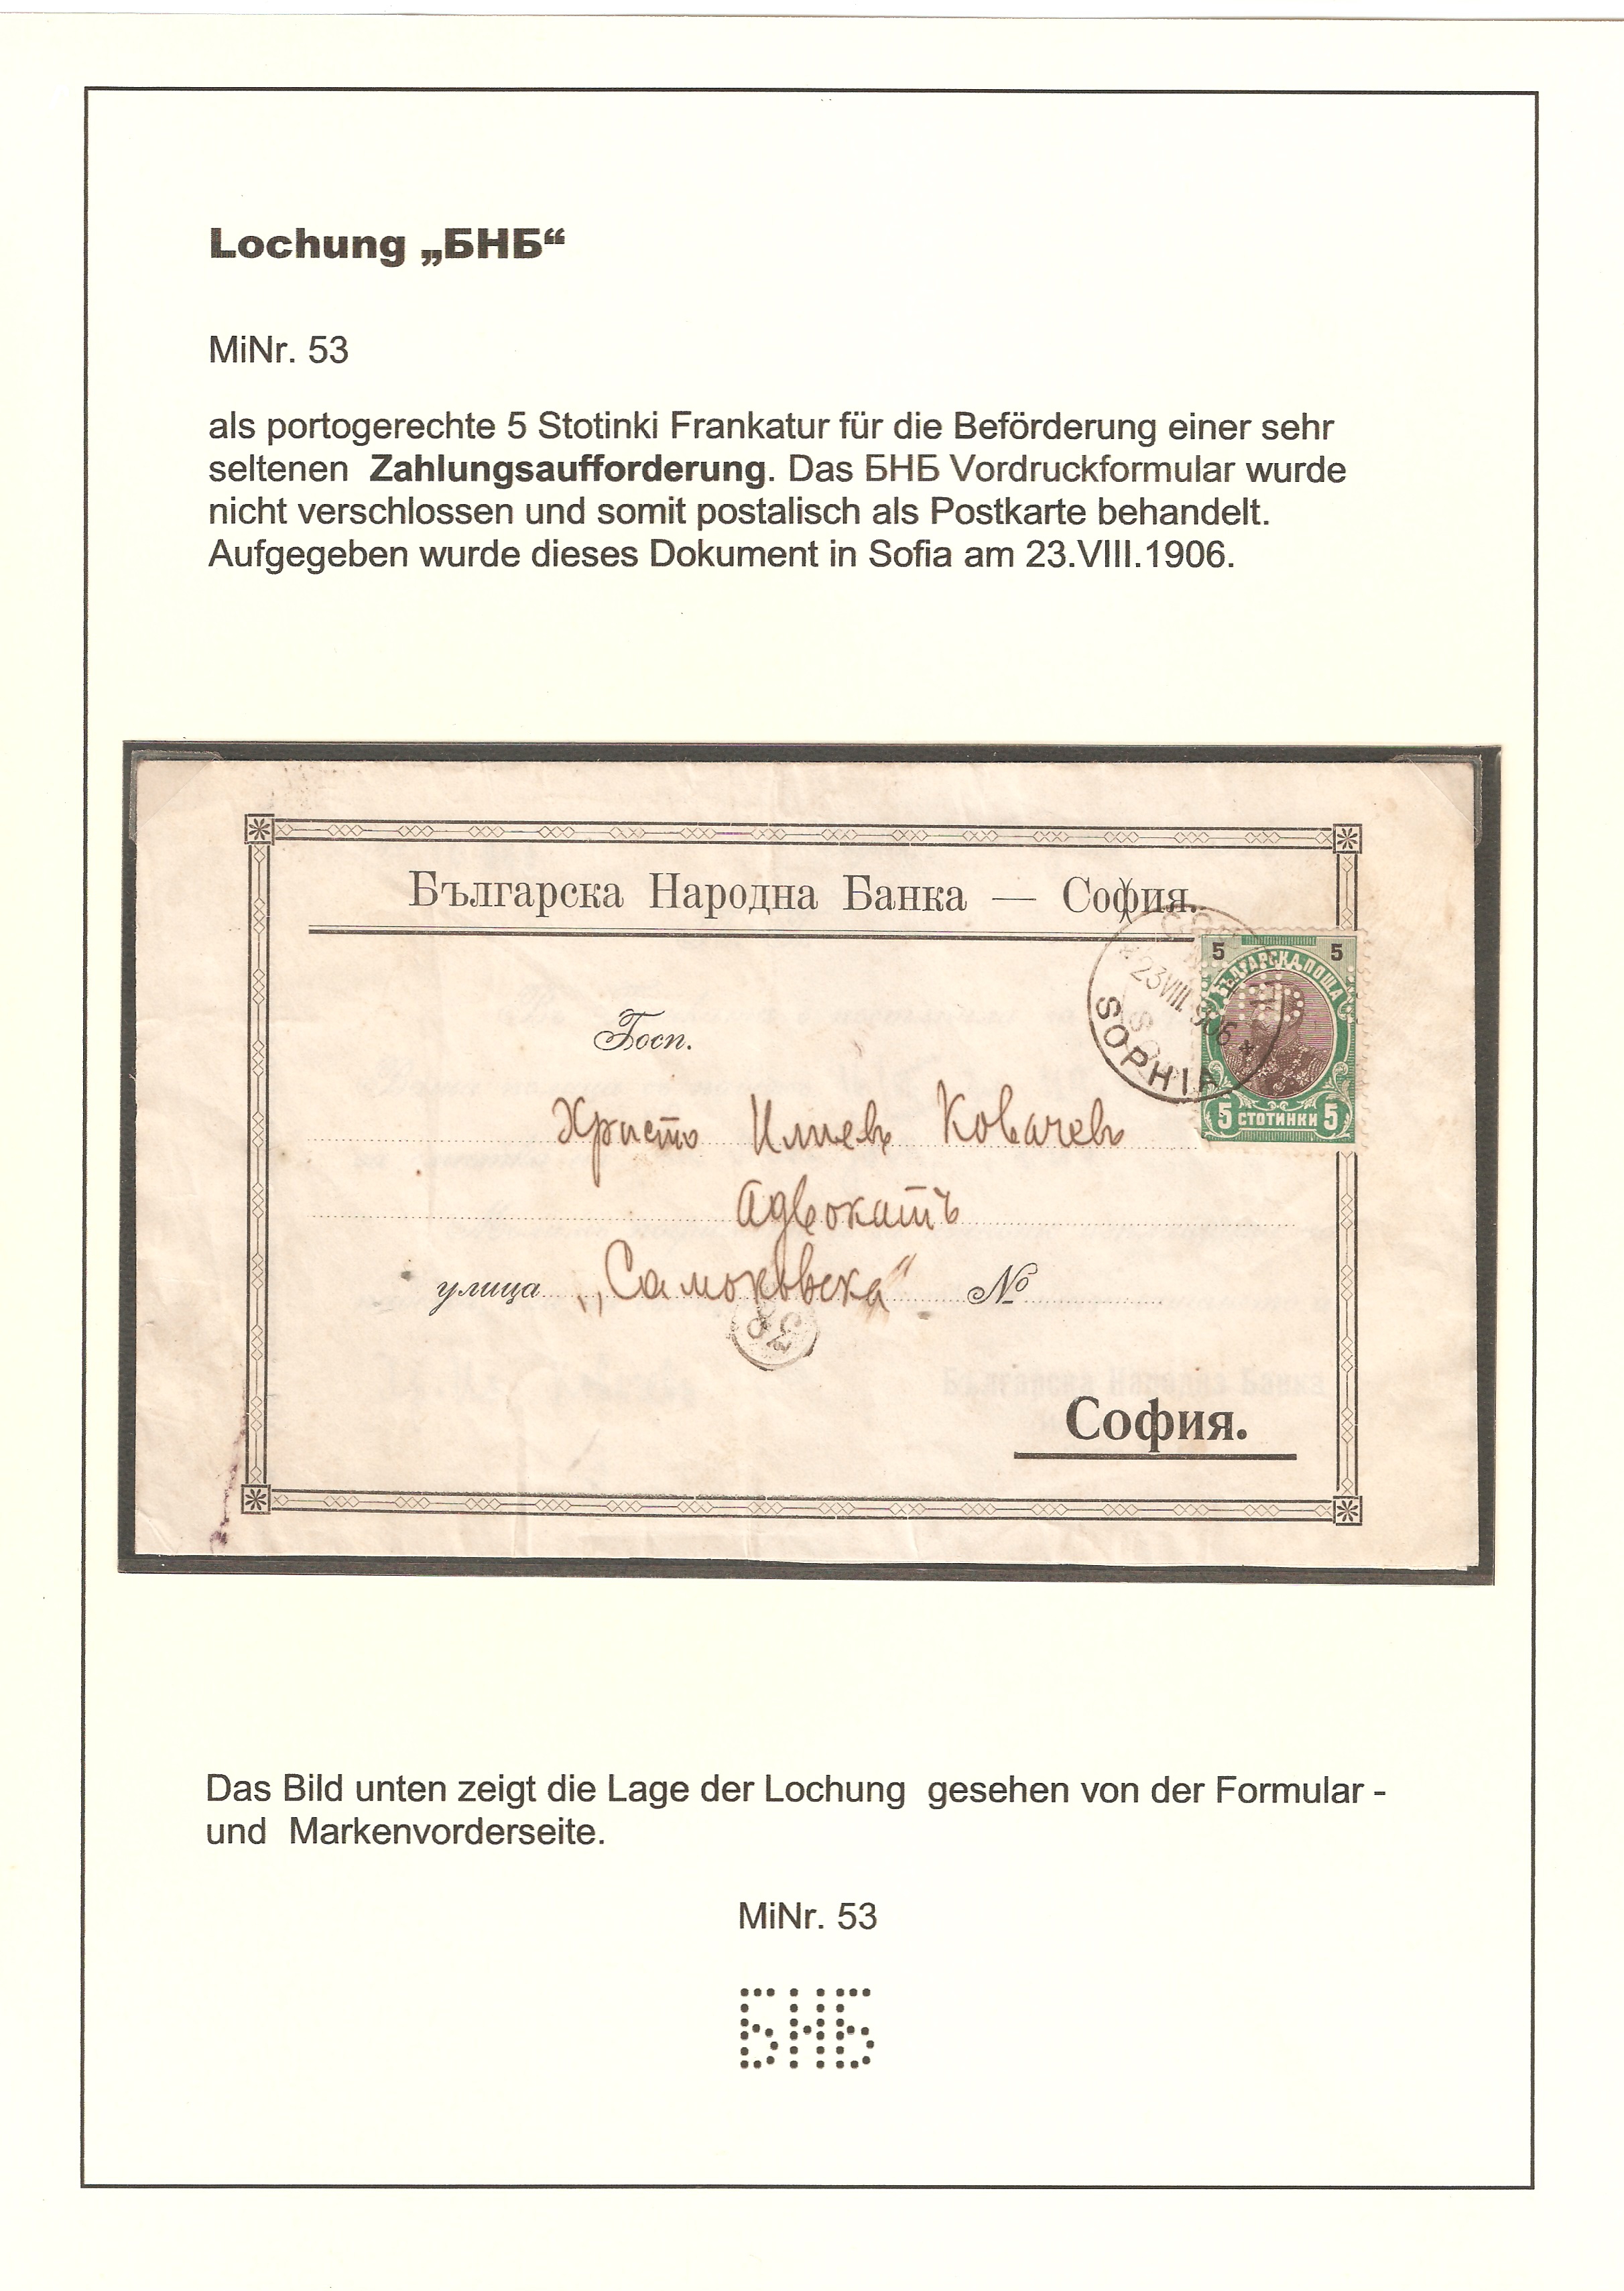 Lochung „БНБ“
MiNr. 53
als portogerechte 5 Stotinki Frankatur für die Beförderung einer sehr
seltenen Zahlungsaufforderung. Das БНБ Vordruckformular wurde
nicht verschlossen und somit postalisch als Postkarte behandelt.
Aufgegeben wurde dieses Dokument in Sofia am 23.VIII.1906.
Българска Народна Банка — София.
5 5
БЪЛГАРСКА ПОЩА
23 VIII. 906
SOPHIA
5 СТОТИНКИ 5
Госп.
Христо Илиевъ Ковачевъ
Адвокатъ
улица „Самоковска“ №
38
София.
Das Bild unten zeigt die Lage der Lochung gesehen von der Formular -
und Markenvorderseite.
MiNr. 53
БНБ